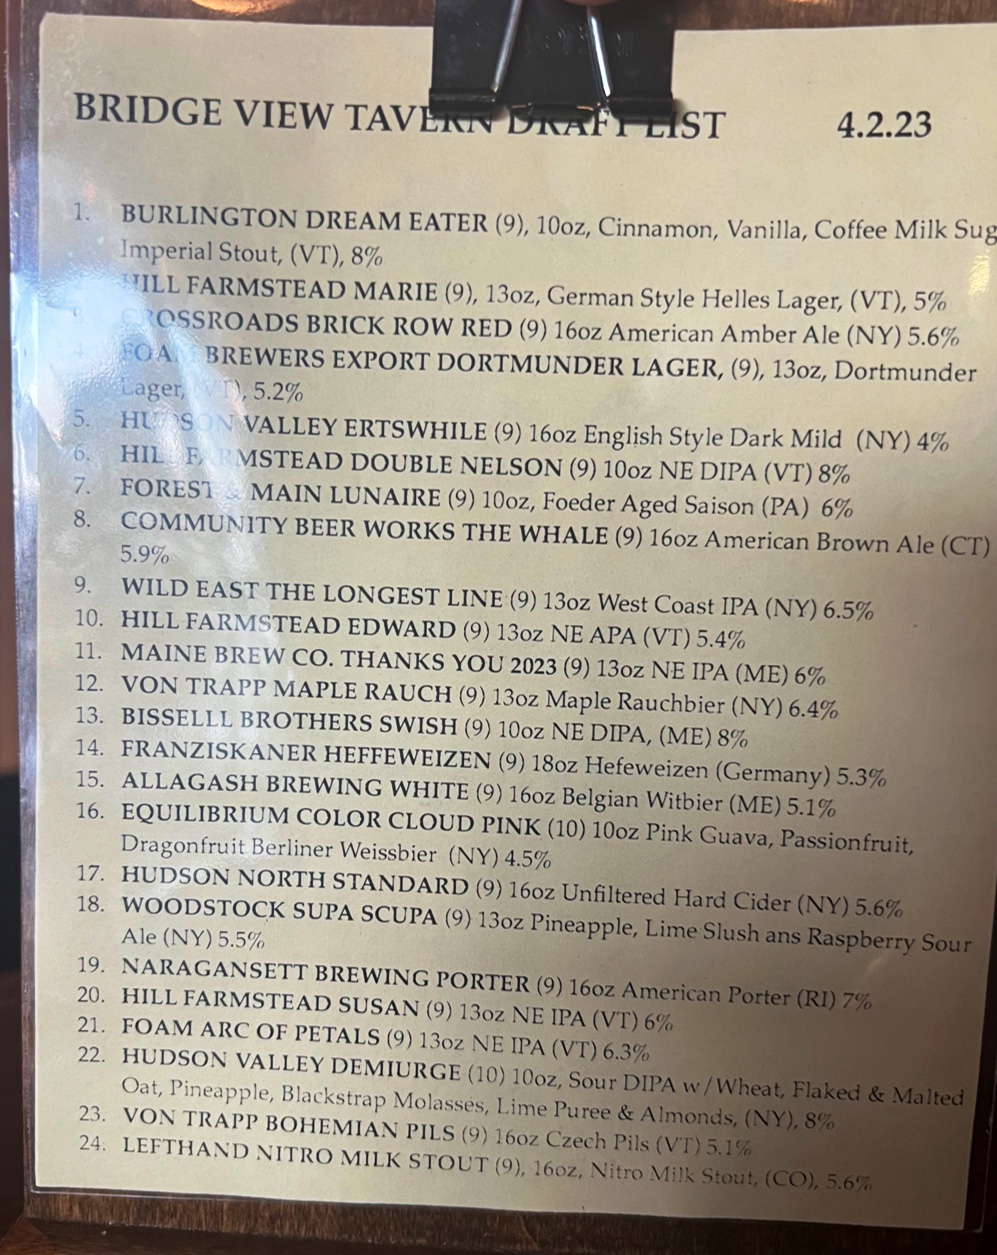 BRIDGE VIEW TAVERN DRAFT LIST 4.2.23
1. BURLINGTON DREAM EATER (9), 10oz, Cinnamon, Vanilla, Coffee Milk Sug
Imperial Stout, (VT), 8%
HILL FARMSTEAD MARIE (9), 13oz, German Style Helles Lager, (VT), 5%
CROSSROADS BRICK ROW RED (9) 16oz American Amber Ale (NY) 5.6%
4. FOAM BREWERS EXPORT DORTMUNDER LAGER, (9), 13oz, Dortmunder
Lager, (VT), 5.2%
5. HUDSON VALLEY ERTSWHILE (9) 16oz English Style Dark Mild (NY) 4%
6. HILL FARMSTEAD DOUBLE NELSON (9) 10oz NE DIPA (VT) 8%
7. FOREST & MAIN LUNAIRE (9) 10oz, Foeder Aged Saison (PA) 6%
8. COMMUNITY BEER WORKS THE WHALE (9) 16oz American Brown Ale (CT)
5.9%
9. WILD EAST THE LONGEST LINE (9) 13oz West Coast IPA (NY) 6.5%
10. HILL FARMSTEAD EDWARD (9) 13oz NE APA (VT) 5.4%
11. MAINE BREW CO. THANKS YOU 2023 (9) 13oz NE IPA (ME) 6%
12. VON TRAPP MAPLE RAUCH (9) 13oz Maple Rauchbier (NY) 6.4%
13. BISSELLL BROTHERS SWISH (9) 10oz NE DIPA, (ME) 8%
14. FRANZISKANER HEFFEWEIZEN (9) 18oz Hefeweizen (Germany) 5.3%
15. ALLAGASH BREWING WHITE (9) 16oz Belgian Witbier (ME) 5.1%
16. EQUILIBRIUM COLOR CLOUD PINK (10) 10oz Pink Guava, Passionfruit,
Dragonfruit Berliner Weissbier (NY) 4.5%
17. HUDSON NORTH STANDARD (9) 16oz Unfiltered Hard Cider (NY) 5.6%
18. WOODSTOCK SUPA SCUPA (9) 13oz Pineapple, Lime Slush ans Raspberry Sour
Ale (NY) 5.5%
19. NARAGANSETT BREWING PORTER (9) 16oz American Porter (RI) 7%
20. HILL FARMSTEAD SUSAN (9) 13oz NE IPA (VT) 6%
21. FOAM ARC OF PETALS (9) 13oz NE IPA (VT) 6.3%
22. HUDSON VALLEY DEMIURGE (10) 10oz, Sour DIPA w/Wheat, Flaked & Malted
Oat, Pineapple, Blackstrap Molasses, Lime Puree & Almonds, (NY), 8%
23. VON TRAPP BOHEMIAN PILS (9) 16oz Czech Pils (VT) 5.1%
24. LEFTHAND NITRO MILK STOUT (9), 16oz, Nitro Milk Stout, (CO), 5.6%